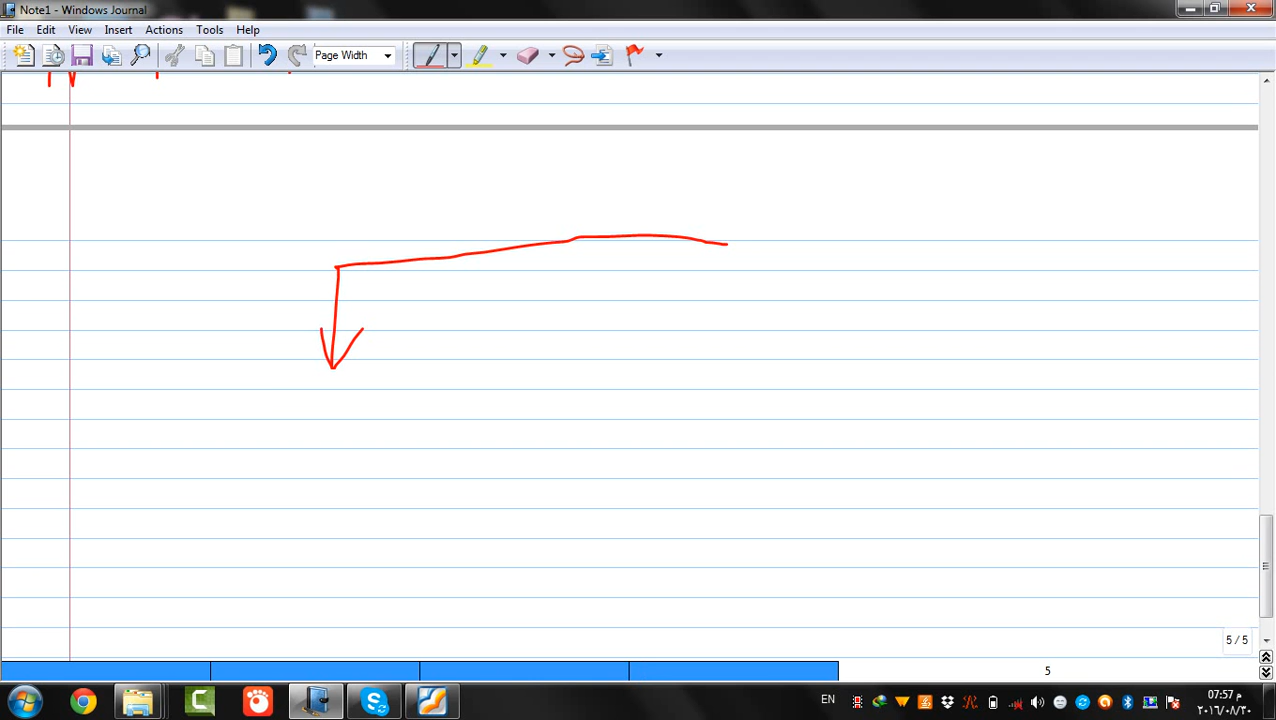 Note1 - Windows Journal
File Edit View Insert Actions Tools Help
Page Width
5 / 5
5
EN
07:57 م
٢٠١٦/٠٨/٣٠